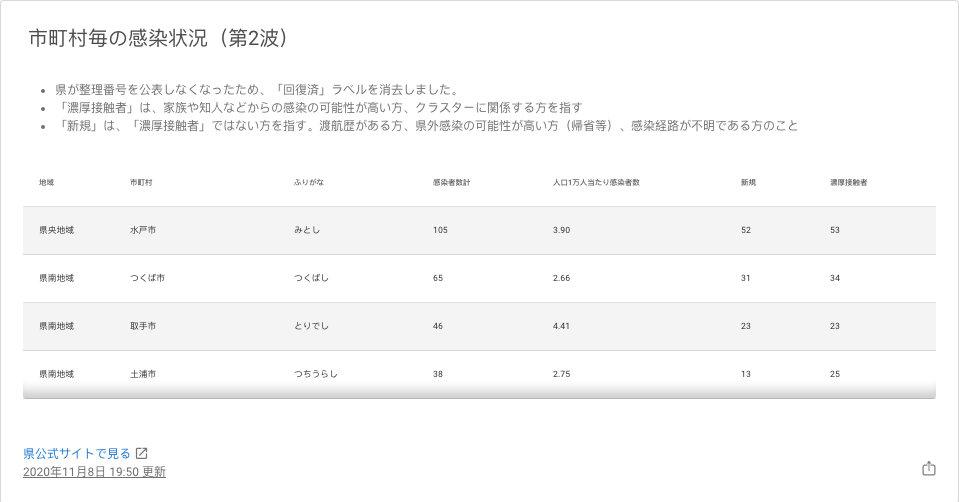 市町村毎の感染状況（第2波）
県が整理番号を公表しなくなったため、「回復済」ラベルを消去しました。
「濃厚接触者」は、家族や知人などからの感染の可能性が高い方、クラスターに関係する方を指す
「新規」は、「濃厚接触者」ではない方を指す。渡航歴がある方、県外感染の可能性が高い方（帰省等）、感染経路が不明である方のこと
地域 市町村 ふりがな 感染者数計 人口1万人当たり感染者数 新規 濃厚接触者
県央地域 水戸市 みとし 105 3.90 52 53
県南地域 つくば市 つくばし 65 2.66 31 34
県南地域 取手市 とりでし 46 4.41 23 23
県南地域 土浦市 つちうらし 38 2.75 13 25
県公式サイトで見る
2020年11月8日 19:50 更新